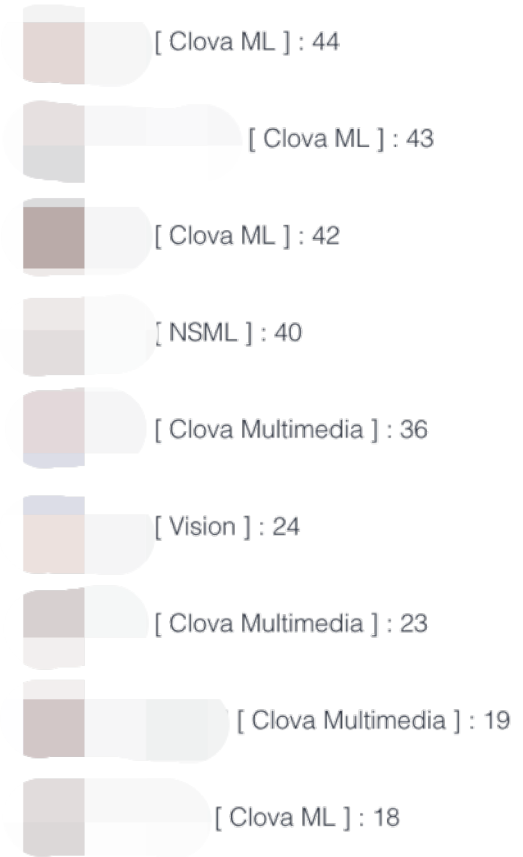 [ Clova ML ] : 44
[ Clova ML ] : 43
[ Clova ML ] : 42
[ NSML ] : 40
[ Clova Multimedia ] : 36
[ Vision ] : 24
[ Clova Multimedia ] : 23
[ Clova Multimedia ] : 19
[ Clova ML ] : 18